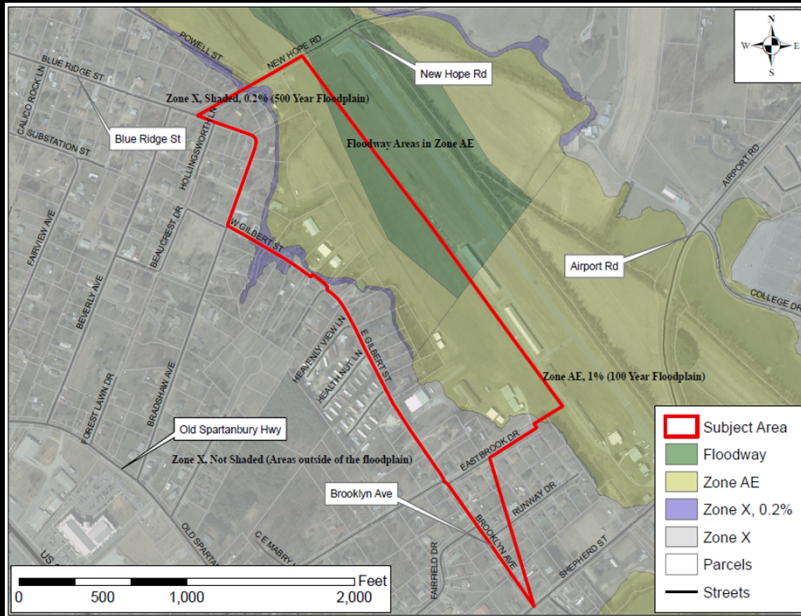 N
W E
S
POWELL ST
NEW HOPE RD
BLUE RIDGE ST
New Hope Rd
CALICO ROCK LN
Zone X, Shaded, 0.2% (500 Year Floodplain)
Blue Ridge St
HOLLINGSWORTH LN
SUBSTATION ST
Floodway Areas in Zone AE
AIRPORT RD
FAIRVIEW AVE
BEAUCREST DR
W GILBERT ST
BEVERLY AVE
Airport Rd
COLLEGE DR
E GILBERT ST
HEAVENLY VIEW LN
HEALTH NUT LN
Zone AE, 1% (100 Year Floodplain)
FOREST LAWN DR
BRADSHAW AVE
Old Spartanbury Hwy
EASTBROOK DR
Zone X, Not Shaded (Areas outside of the floodplain)
Brooklyn Ave
RUNWAY DR
BROOKLYN AVE
SHEPHERD ST
C E MABRY
OLD SPARTAN
FAIRFIELD DR
US
Subject Area
Floodway
Zone AE
Zone X, 0.2%
Zone X
Parcels
Streets
Feet
0 500 1,000 2,000